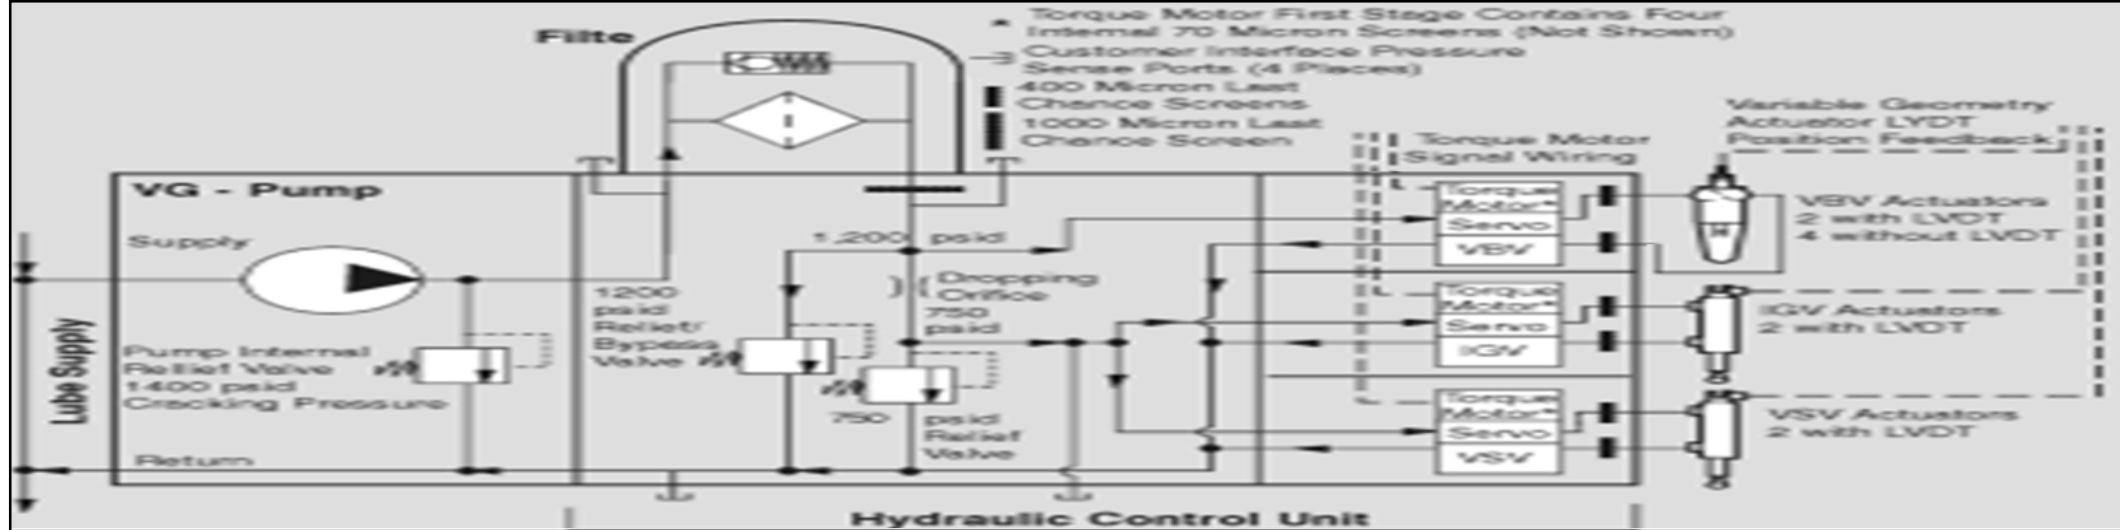 Filte
* Torque Motor First Stage Contains Four
Internal 70 Micron Screens (Not Shown)
Customer Interface Pressure
Sense Ports (4 Places)
400 Micron Last
Chance Screens
1000 Micron Last
Chance Screen
Variable Geometry
Actuator LVDT
Position Feedback
Torque Motor
Signal Wiring
VG - Pump
Supply
Lube Supply
Pump Internal
Relief Valve
1400 psid
Cracking Pressure
Return
1,200 psid
1200
psid
Relief/
Bypass
Valve
Dropping
Orifice
750
psid
750 psid
Relief
Valve
Torque
Motor*
Servo
VBV
Torque
Motor*
Servo
IGV
Torque
Motor*
Servo
VSV
VBV Actuators
2 with LVDT
4 without LVDT
IGV Actuators
2 with LVDT
VSV Actuators
2 with LVDT
Hydraulic Control Unit